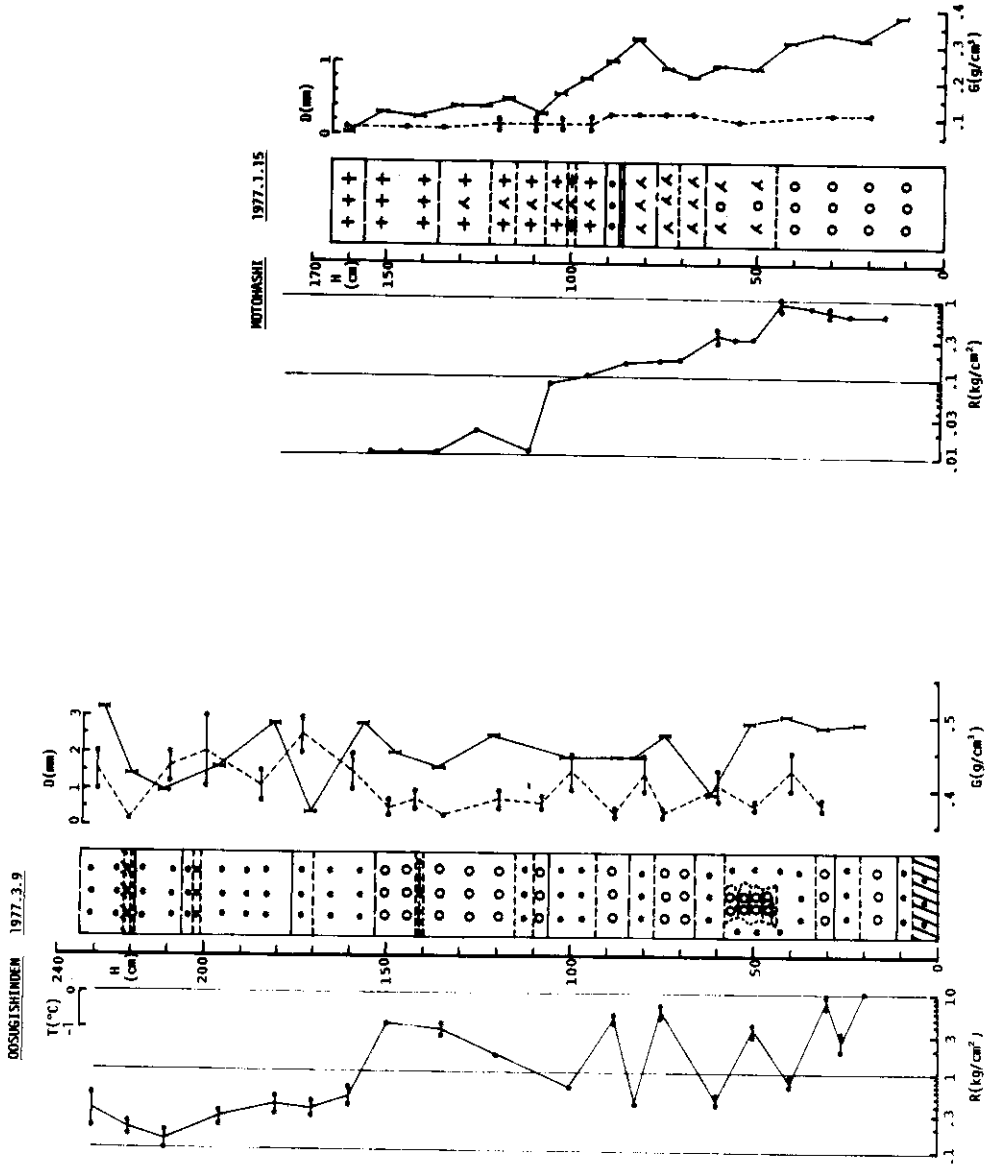 OOSUGISHINDEN 1977.3.9
T(°C)
-1 0
240
H
(cm)
200
150
100
50
0
D(mm)
0 1 2 3
.1 .3 1 3 10
R(kg/cm²)
.4 .5
G(g/cm³)
MOTOHASHI 1977.1.15
170
H
(cm)
150
100
50
0
D(mm)
0 1
.01 .03 .1 .3 1
R(kg/cm²)
.1 .2 .3 .4
G(g/cm³)